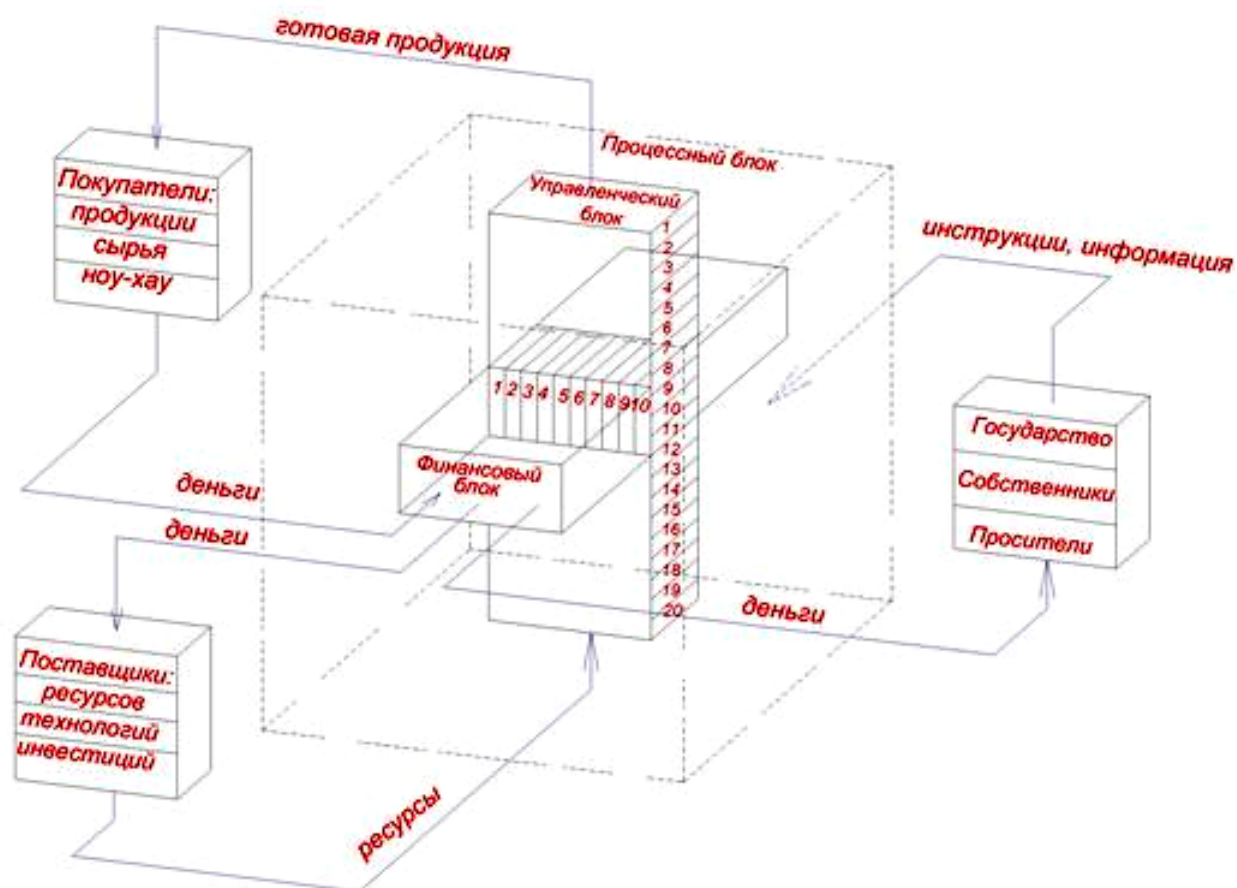 готовая продукция
Процессный блок
Покупатели:
продукции
сырья
ноу-хау
Управленческий
блок
1
2
3
4
5
6
7
8
9
10
11
12
13
14
15
16
17
18
19
20
инструкции, информация
1 2 3 4 5 6 7 8 9 10
Финансовый
блок
Государство
Собственники
Просители
деньги
деньги
деньги
Поставщики:
ресурсов
технологий
инвестиций
ресурсы